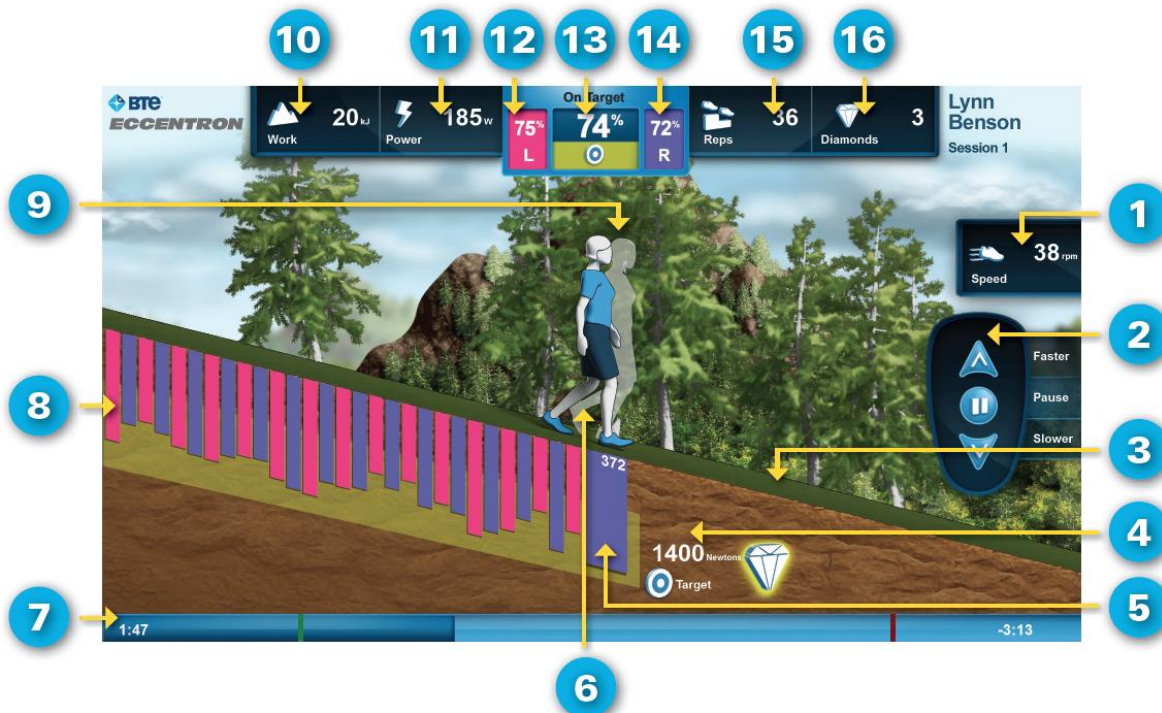 10 11 12 13 14 15 16
BTE
ECCENTRON
20 kJ
Work
185 w
Power
On Target
75%
L
74%
72%
R
36
Reps
3
Diamonds
Lynn
Benson
Session 1
9
1
38 rpm
Speed
2
Faster
Pause
Slower
8
3
372
4
1400 Newtons
Target
5
7
1:47
-3:13
6